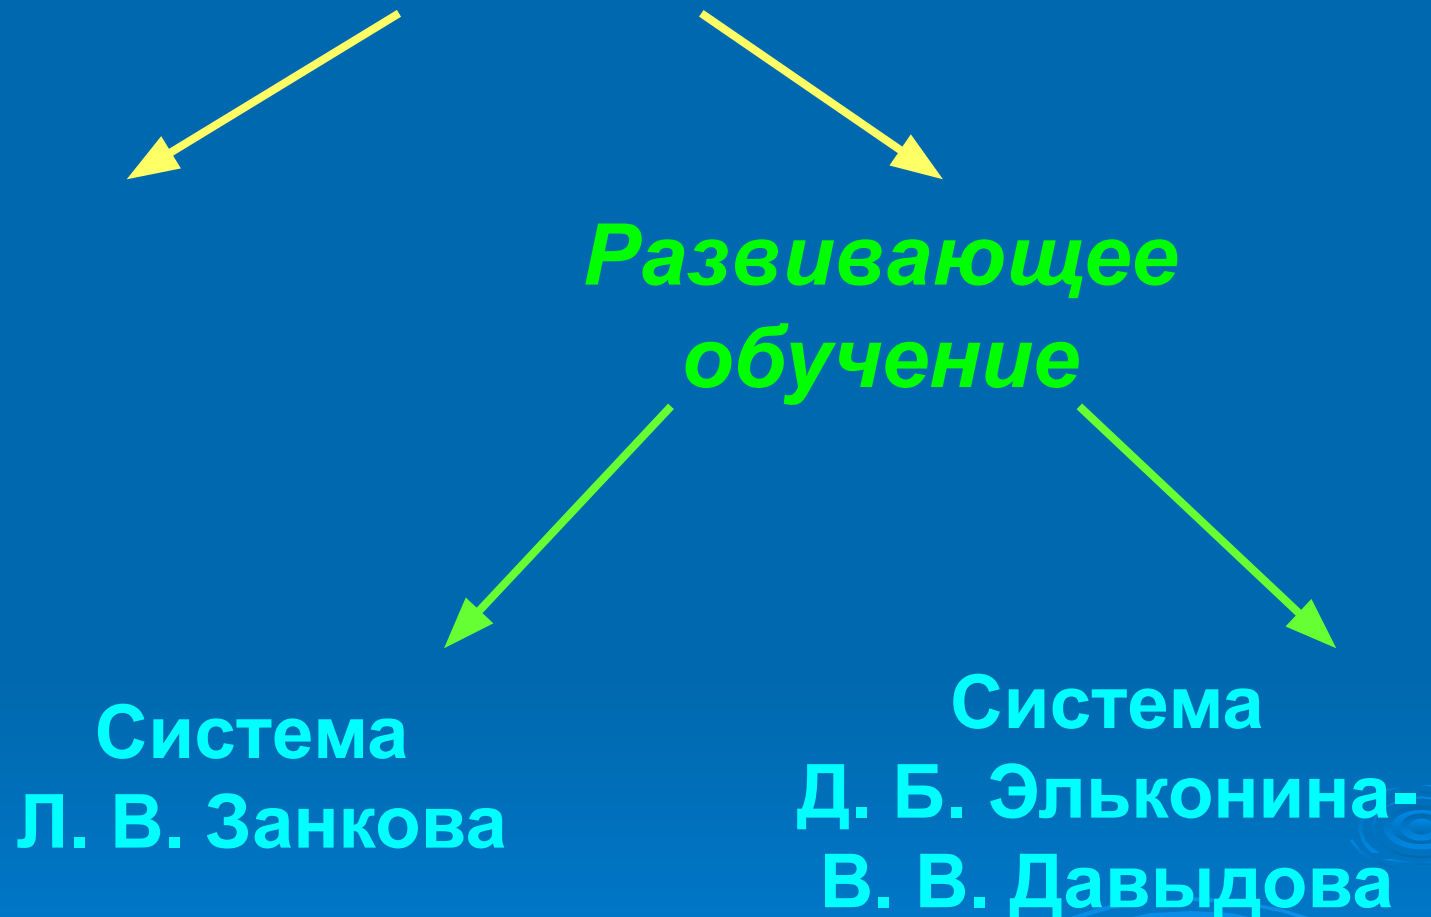 Развивающее
обучение
Система
Л. В. Занкова
Система
Д. Б. Эльконина-
В. В. Давыдова